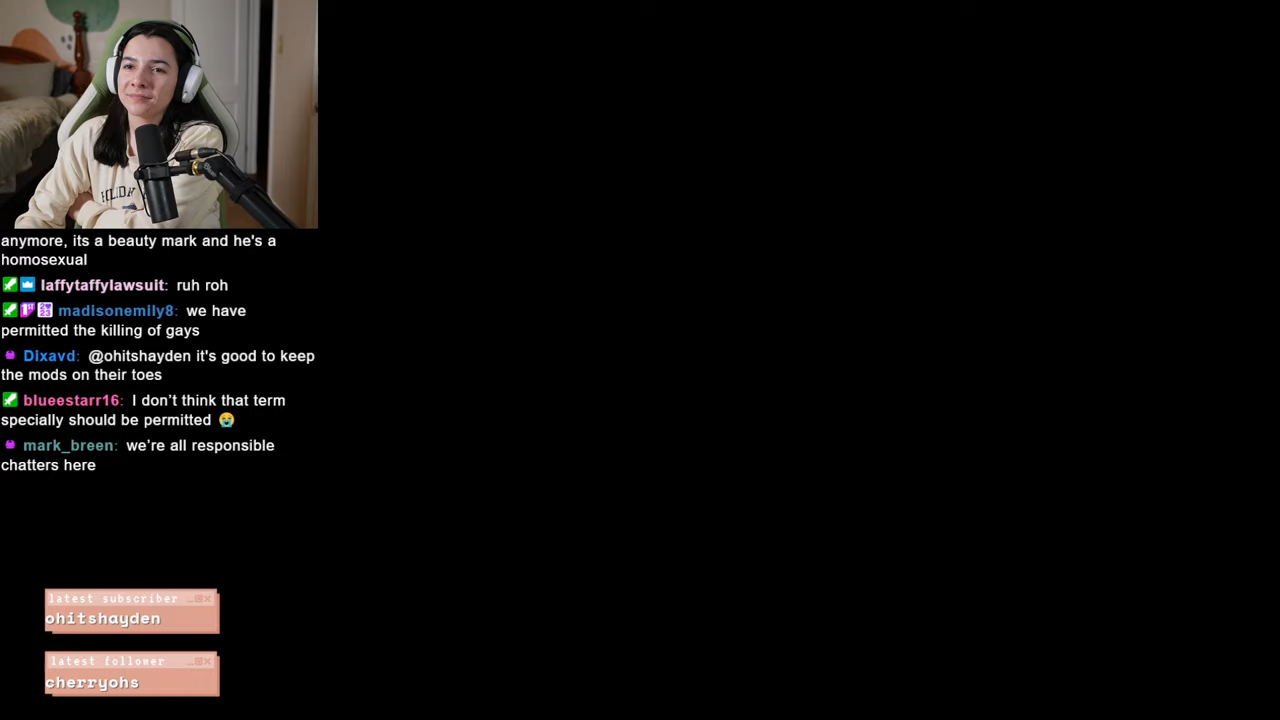 HOLIDAY
anymore, its a beauty mark and he's a
homosexual
laffytaffylawsuit: ruh roh
madisonemily8: we have
permitted the killing of gays
Dixavd: @ohitshayden it's good to keep
the mods on their toes
blueestarr16: I don’t think that term
specially should be permitted 😭
mark_breen: we’re all responsible
chatters here
latest subscriber
ohitshayden
latest follower
cherryohs